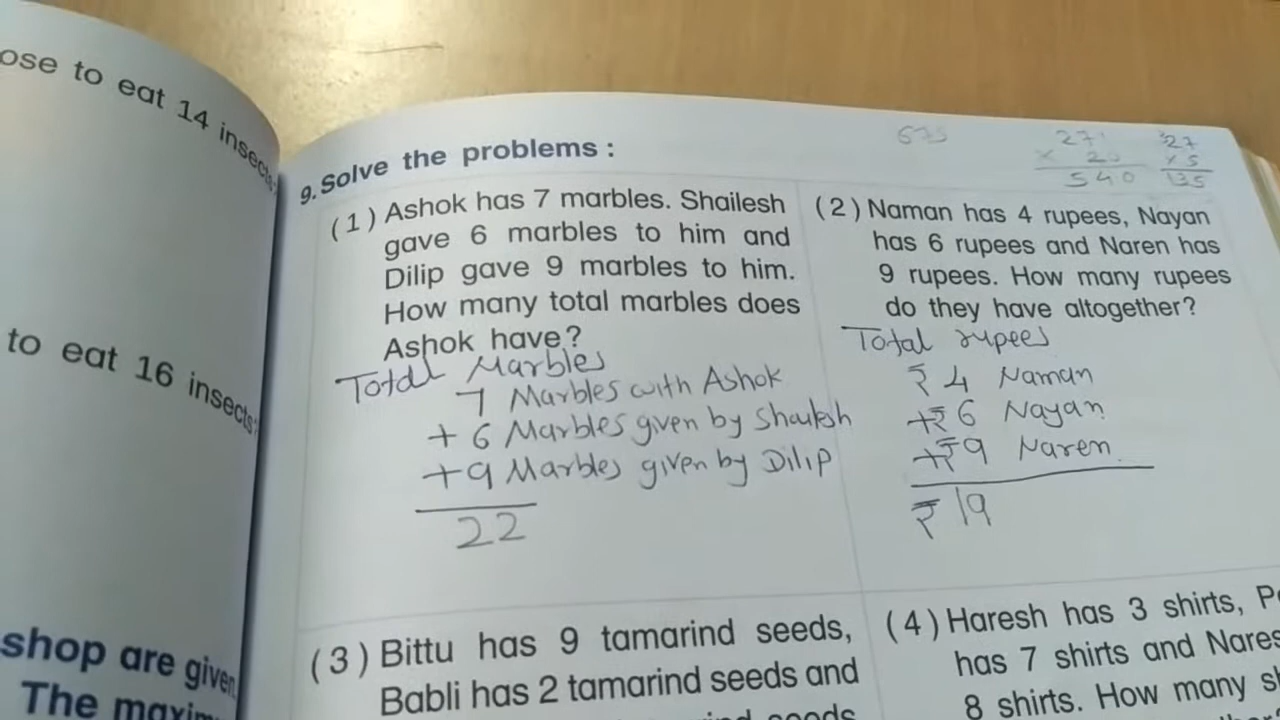 ose to eat 14 insects
to eat 16 insects?
shop are given.
The maxim
9. Solve the problems :
675
27
× 20
540
27
× 5
135
(1) Ashok has 7 marbles. Shailesh
gave 6 marbles to him and
Dilip gave 9 marbles to him.
How many total marbles does
Ashok have?
Total Marbles
7 Marbles with Ashok
+ 6 Marbles given by Shailesh
+ 9 Marbles given by Dilip
22
(2) Naman has 4 rupees, Nayan
has 6 rupees and Naren has
9 rupees. How many rupees
do they have altogether?
Total rupees
₹ 4 Naman
+₹ 6 Nayan
+₹ 9 Naren
₹ 19
(3) Bittu has 9 tamarind seeds,
Babli has 2 tamarind seeds and
seeds
(4) Haresh has 3 shirts, P
has 7 shirts and Nares
8 shirts. How many sh